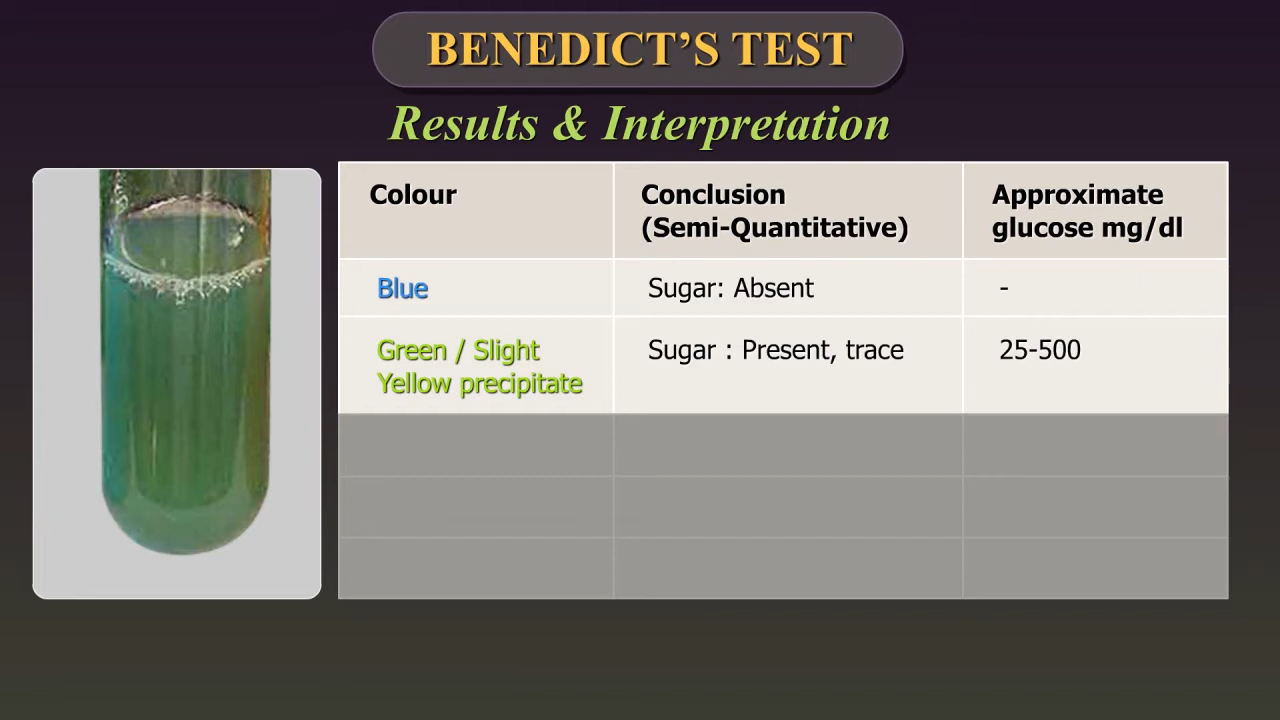 BENEDICT’S TEST
Results & Interpretation
Colour
Conclusion
(Semi-Quantitative)
Approximate
glucose mg/dl
Blue
Sugar: Absent
-
Green / Slight
Yellow precipitate
Sugar : Present, trace
25-500